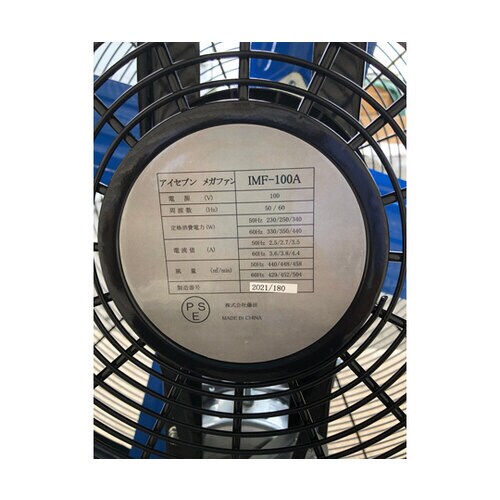 アイセブン メガファン IMF-100A
電 源 (V) 100
周波数 (Hz) 50 / 60
定格消費電力 (W) 50Hz 230/250/340
60Hz 330/350/440
電流値 (A) 50Hz 2.5/2.7/3.5
60Hz 3.6/3.8/4.4
風 量 (㎥/min) 50Hz 440/448/458
60Hz 429/452/584
製造番号 2021/180
PSE
株式会社藤田
MADE IN CHINA